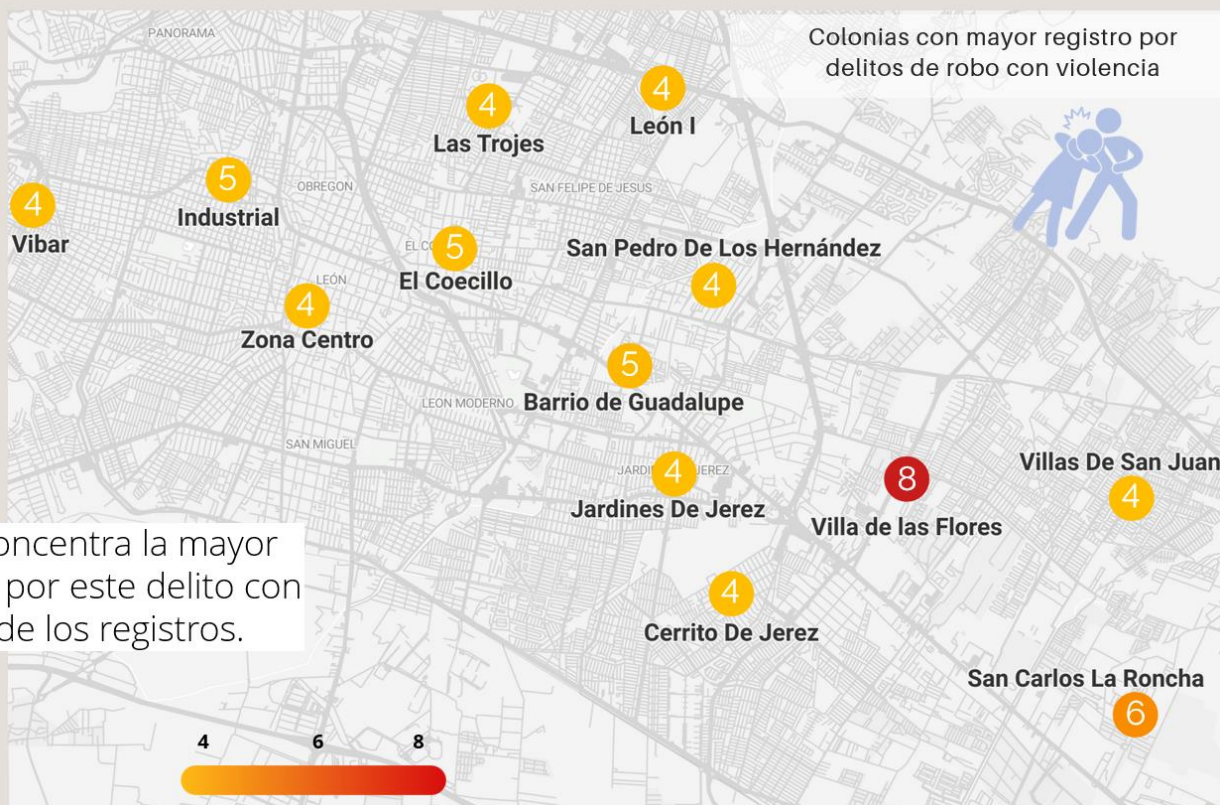 Colonias con mayor registro por
delitos de robo con violencia
PANORAMA
4
León I
4
Las Trojes
5
Industrial
OBREGON
SAN FELIPE DE JESUS
4
Vibar
5
El Coecillo
San Pedro De Los Hernández
4
LEÓN
4
Zona Centro
5
Barrio de Guadalupe
LEON MODERNO
SAN MIGUEL
JARDI JEREZ
4
Jardines De Jerez
8
Villa de las Flores
Villas De San Juan
4
oncentra la mayor
por este delito con
de los registros.
4
Cerrito De Jerez
San Carlos La Roncha
6
4 6 8